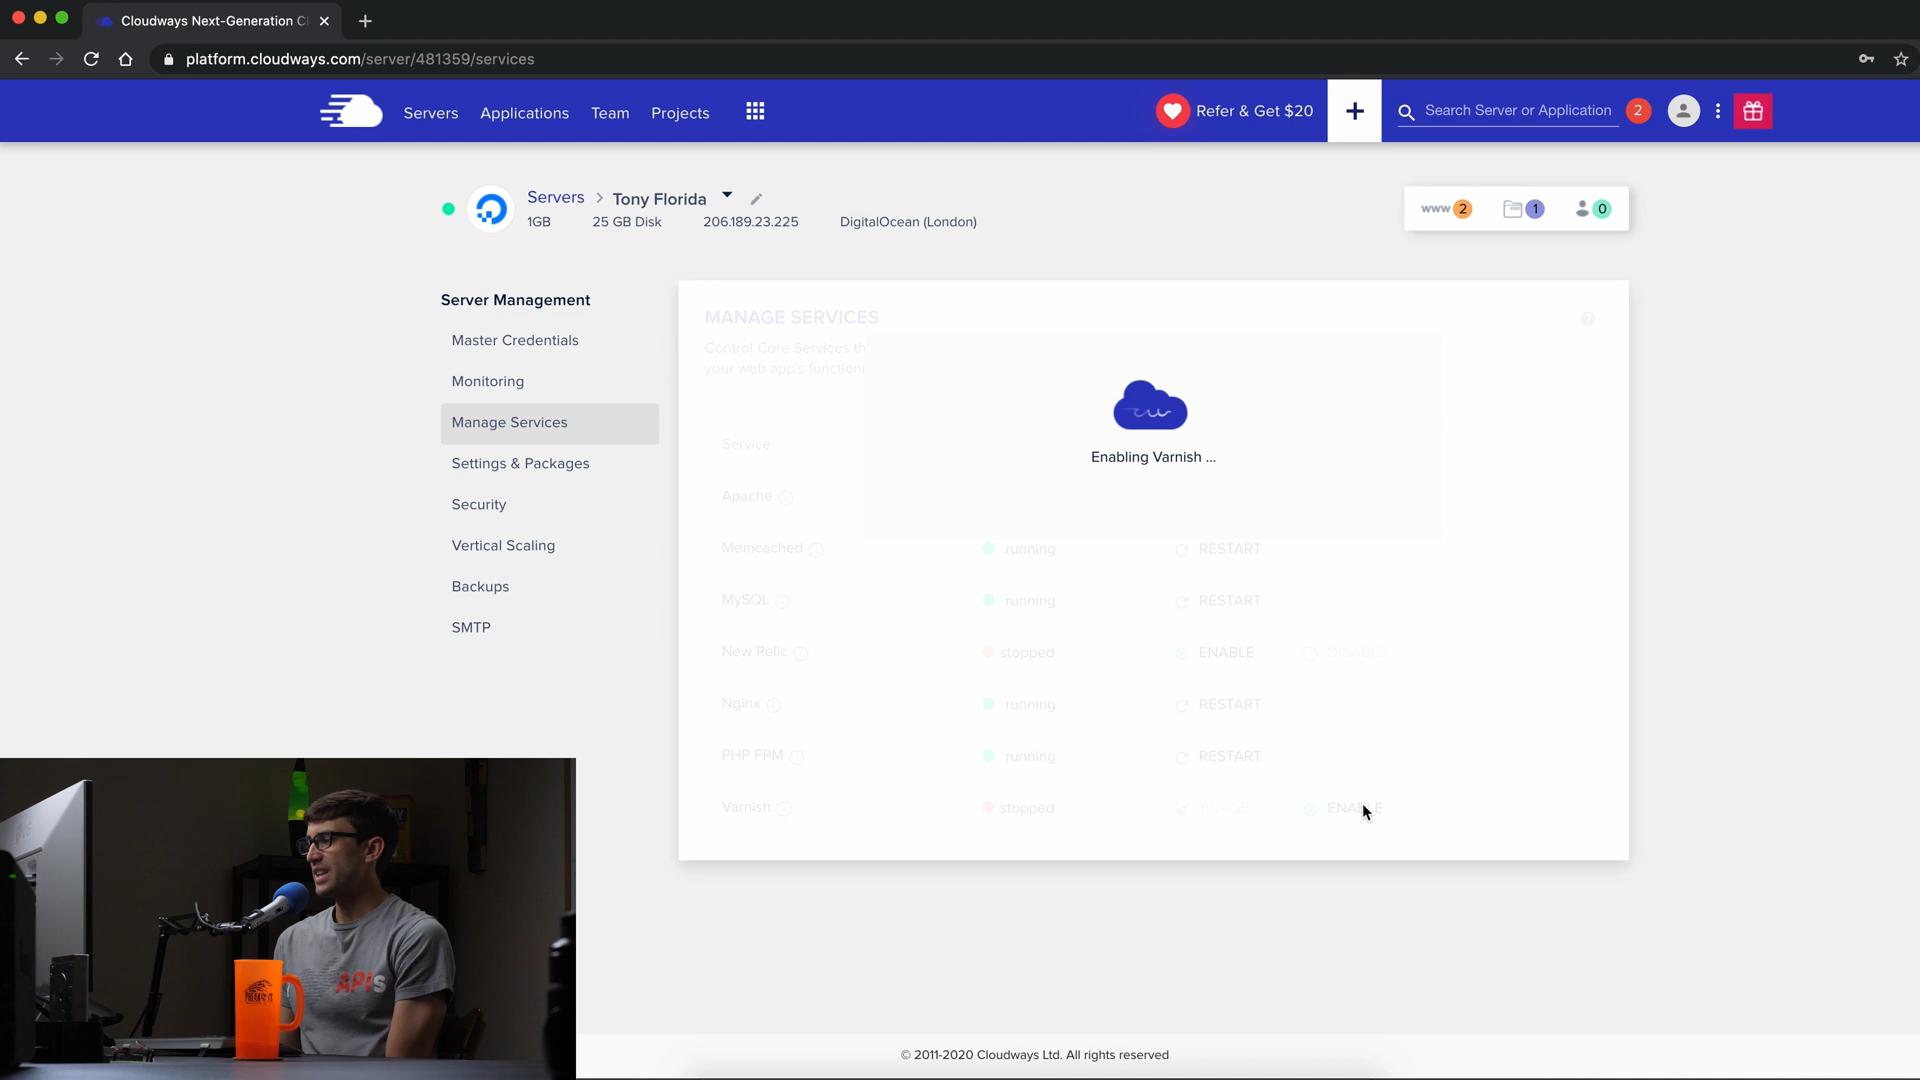 Cloudways Next-Generation C
platform.cloudways.com/server/481359/services
Servers Applications Team Projects
Refer & Get $20
+
Search Server or Application
2
Servers > Tony Florida
1GB 25 GB Disk 206.189.23.225 DigitalOcean (London)
www 2 1 0
Server Management
Master Credentials
Monitoring
Manage Services
Settings & Packages
Security
Vertical Scaling
Backups
SMTP
MANAGE SERVICES
Control Core Services th
your web app's functioni
Enabling Varnish ...
Service
Apache
Memcached running RESTART
MySQL running RESTART
New Relic stopped ENABLE DISABLE
Nginx running RESTART
PHP FPM running RESTART
Varnish stopped PURGE ENABLE
APIs
© 2011-2020 Cloudways Ltd. All rights reserved